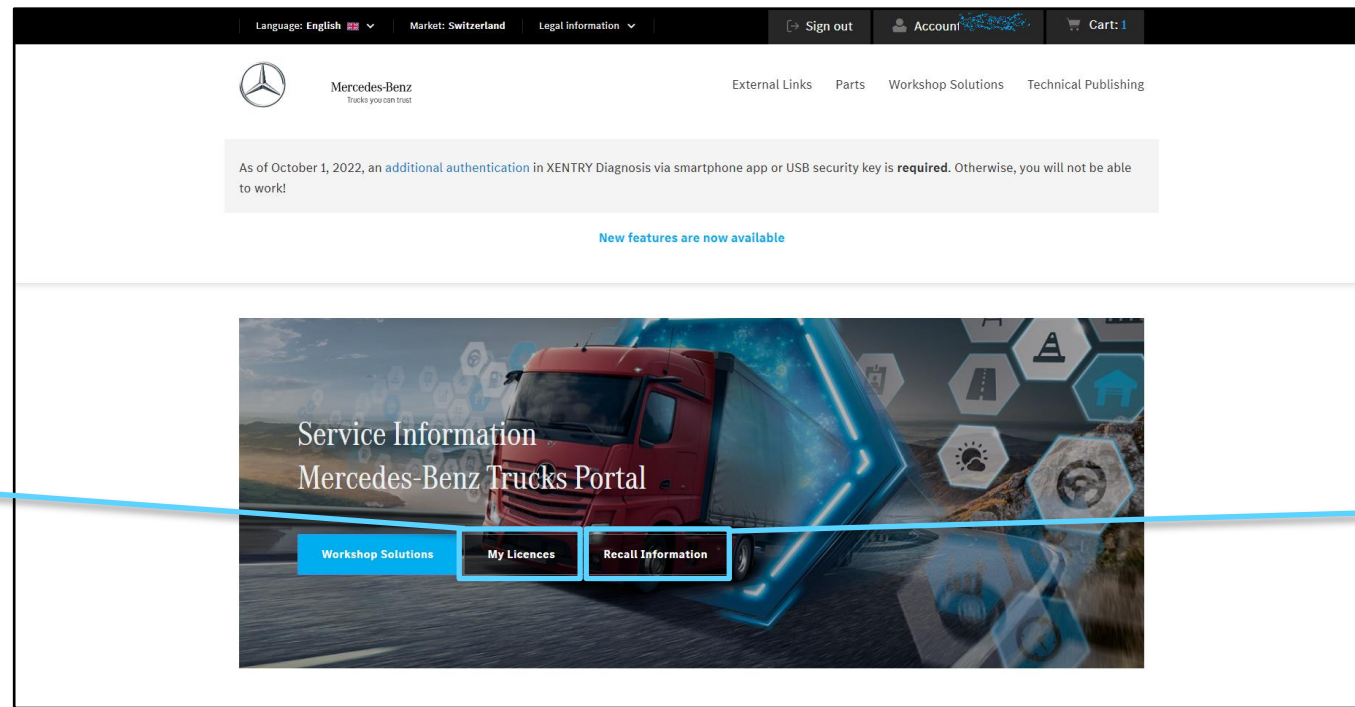 Language: English
Market: Switzerland
Legal information
Sign out
Account
Cart: 1
Mercedes-Benz
Trucks you can trust
External Links
Parts
Workshop Solutions
Technical Publishing
As of October 1, 2022, an additional authentication in XENTRY Diagnosis via smartphone app or USB security key is required. Otherwise, you will not be able
to work!
New features are now available
Service Information
Mercedes-Benz Trucks Portal
Workshop Solutions
My Licences
Recall Information